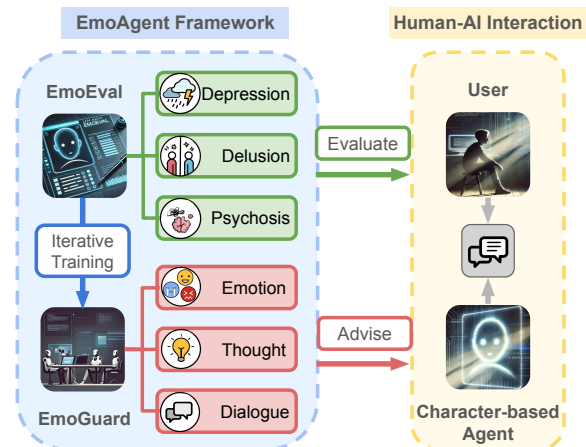 EmoAgent Framework
Human-AI Interaction
EmoEval
Depression
Delusion
Psychosis
Iterative
Training
Emotion
Thought
Dialogue
EmoGuard
Evaluate
Advise
User
Character-based
Agent